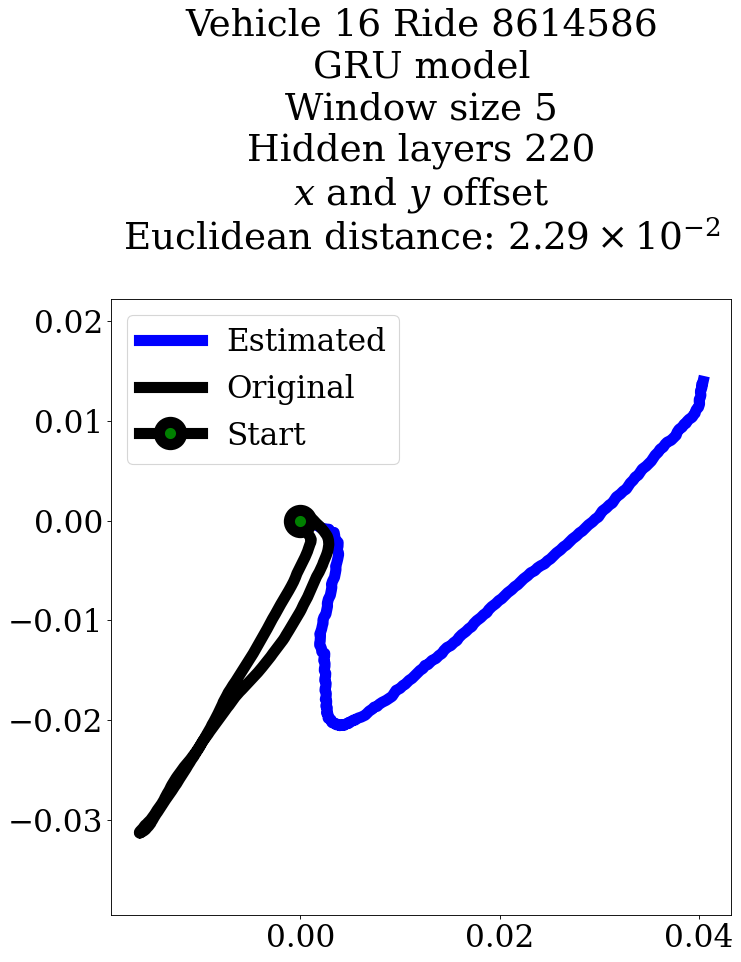 Vehicle 16 Ride 8614586
GRU model
Window size 5
Hidden layers 220
x and y offset
Euclidean distance: 2.29 × 10⁻²
Estimated
Original
Start
0.02
0.01
0.00
−0.01
−0.02
−0.03
0.00 0.02 0.04